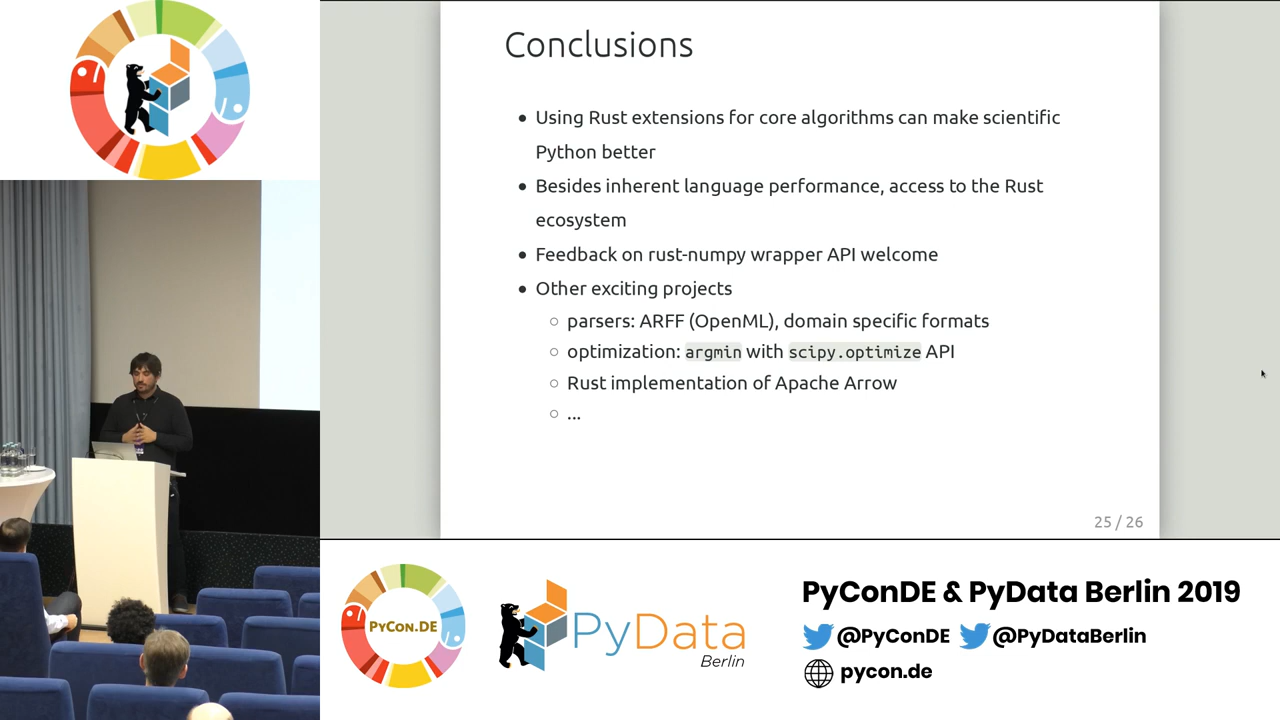 Conclusions
Using Rust extensions for core algorithms can make scientific
Python better
Besides inherent language performance, access to the Rust
ecosystem
Feedback on rust-numpy wrapper API welcome
Other exciting projects
parsers: ARFF (OpenML), domain specific formats
optimization: argmin with scipy.optimize API
Rust implementation of Apache Arrow
...
25 / 26
PyCon.DE
PyData
Berlin
PyConDE & PyData Berlin 2019
@PyConDE @PyDataBerlin
pycon.de